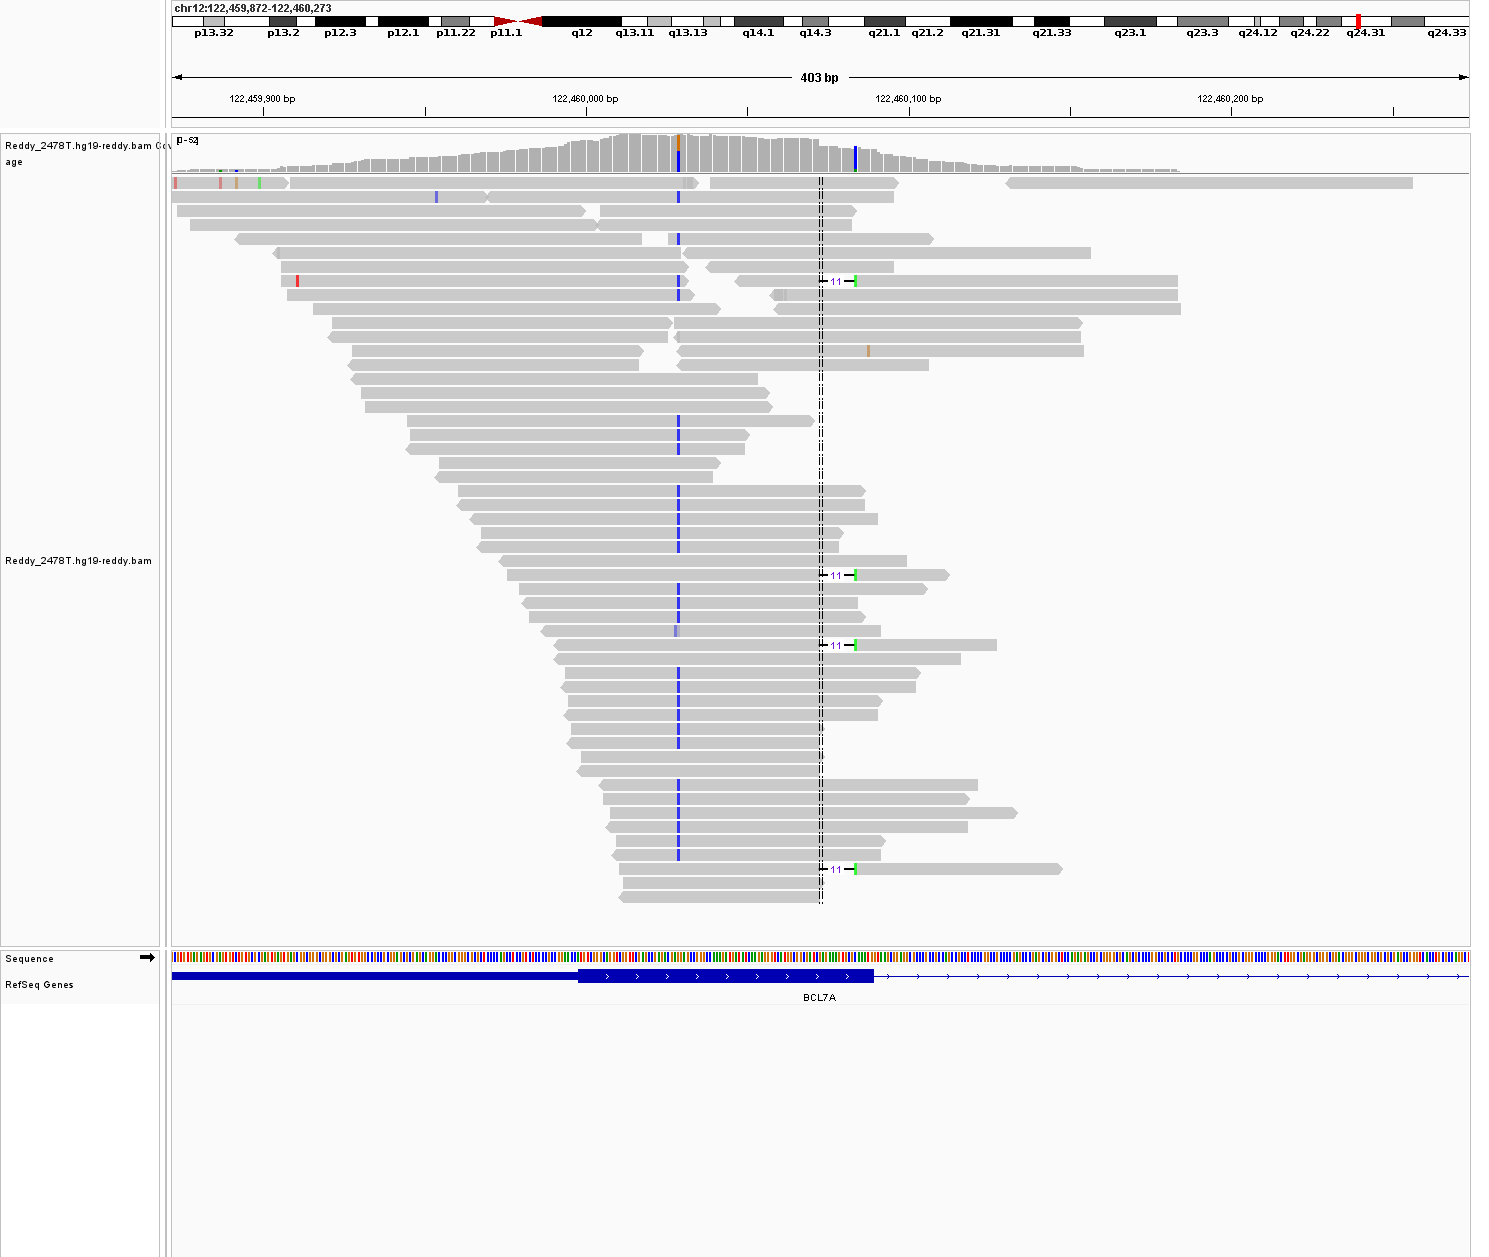 chr12:122,459,872-122,460,273
p13.32 p13.2 p12.3 p12.1 p11.22 p11.1 q12 q13.11 q13.13 q14.1 q14.3 q21.1 q21.2 q21.31 q21.33 q23.1 q23.3 q24.12 q24.22 q24.31 q24.33
403 bp
122,459,900 bp 122,460,000 bp 122,460,100 bp 122,460,200 bp
Reddy_2478T.hg19-reddy.bam Cov
age
[0-52]
11
Reddy_2478T.hg19-reddy.bam
11
11
11
Sequence
RefSeq Genes
BCL7A